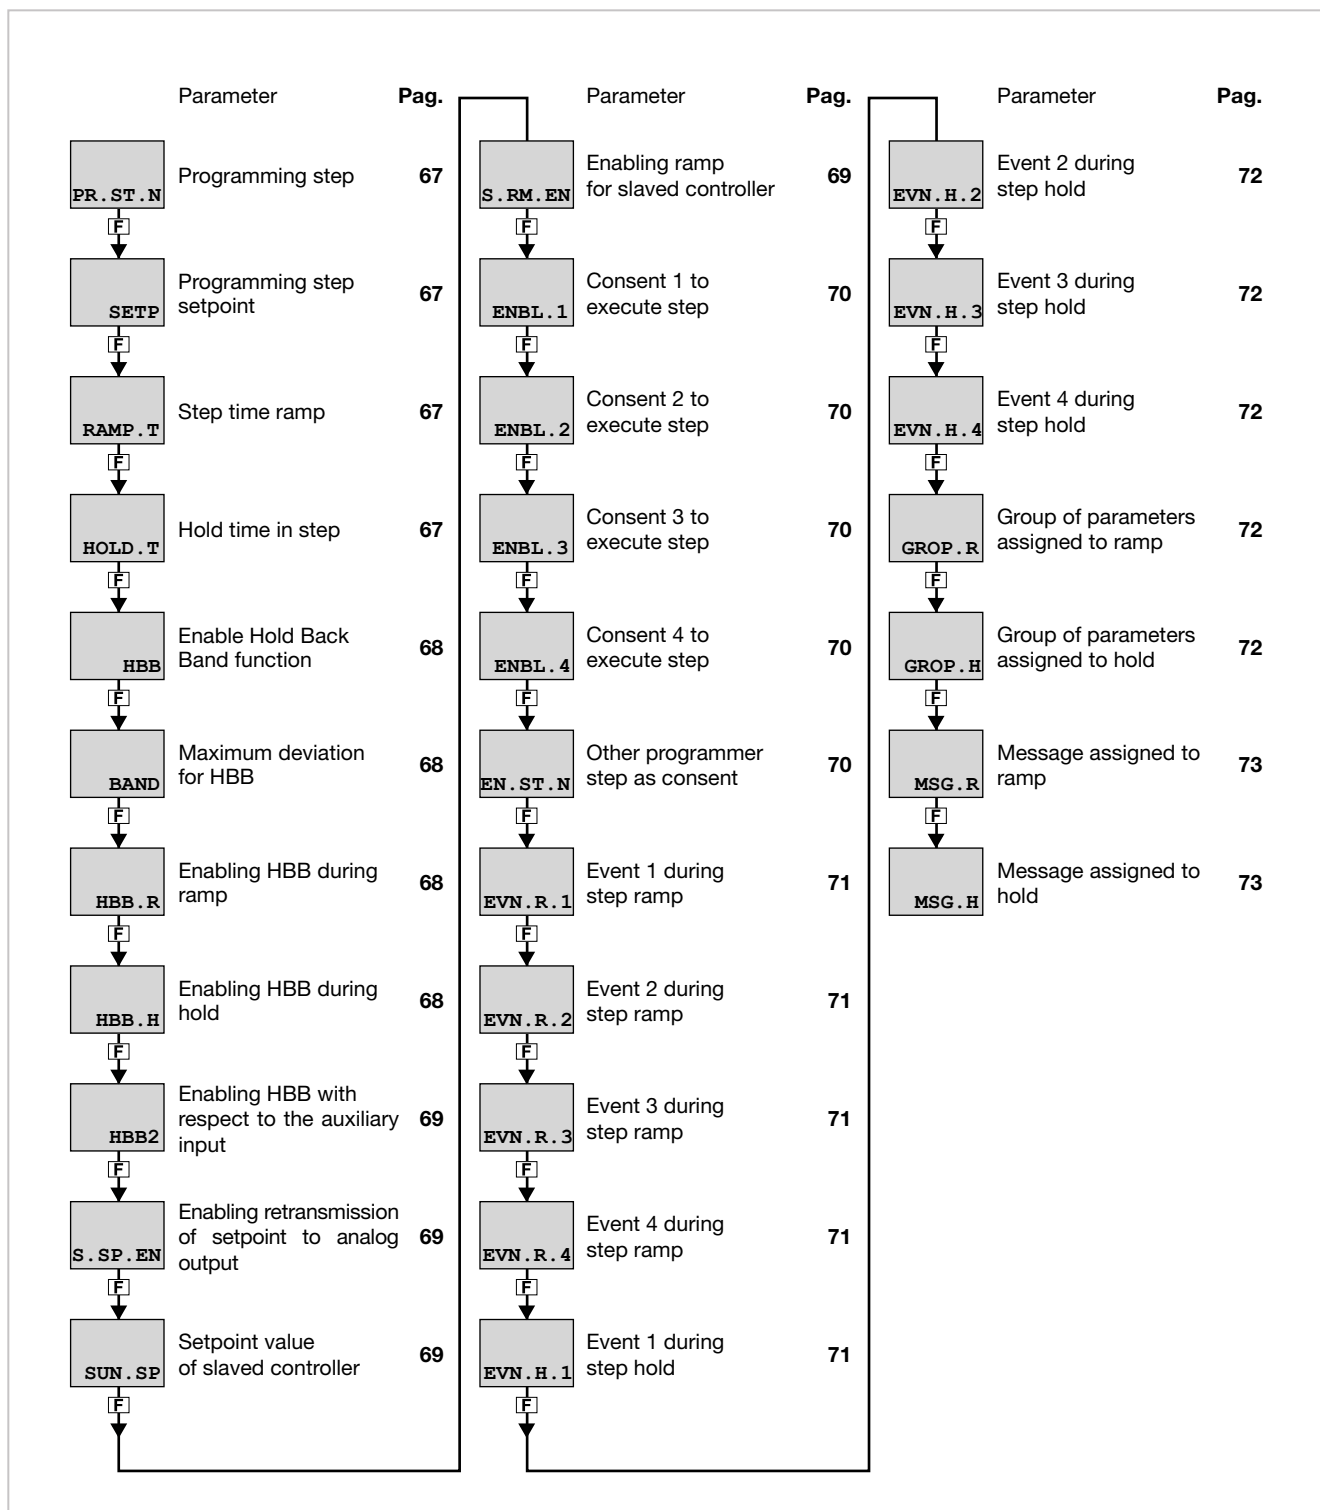 Parameter Pag.
PR.ST.N Programming step 67
F
SETP Programming step
setpoint 67
F
RAMP.T Step time ramp 67
F
HOLD.T Hold time in step 67
F
HBB Enable Hold Back
Band function 68
F
BAND Maximum deviation
for HBB 68
F
HBB.R Enabling HBB during
ramp 68
F
HBB.H Enabling HBB during
hold 68
F
HBB2 Enabling HBB with
respect to the auxiliary
input 69
F
S.SP.EN Enabling retransmission
of setpoint to analog
output 69
F
SUN.SP Setpoint value
of slaved controller 69
F
Parameter Pag.
S.RM.EN Enabling ramp
for slaved controller 69
F
ENBL.1 Consent 1 to
execute step 70
F
ENBL.2 Consent 2 to
execute step 70
F
ENBL.3 Consent 3 to
execute step 70
F
ENBL.4 Consent 4 to
execute step 70
F
EN.ST.N Other programmer
step as consent 70
F
EVN.R.1 Event 1 during
step ramp 71
F
EVN.R.2 Event 2 during
step ramp 71
F
EVN.R.3 Event 3 during
step ramp 71
F
EVN.R.4 Event 4 during
step ramp 71
F
EVN.H.1 Event 1 during
step hold 71
F
Parameter Pag.
EVN.H.2 Event 2 during
step hold 72
F
EVN.H.3 Event 3 during
step hold 72
F
EVN.H.4 Event 4 during
step hold 72
F
GROP.R Group of parameters
assigned to ramp 72
F
GROP.H Group of parameters
assigned to hold 72
F
MSG.R Message assigned to
ramp 73
F
MSG.H Message assigned to
hold 73